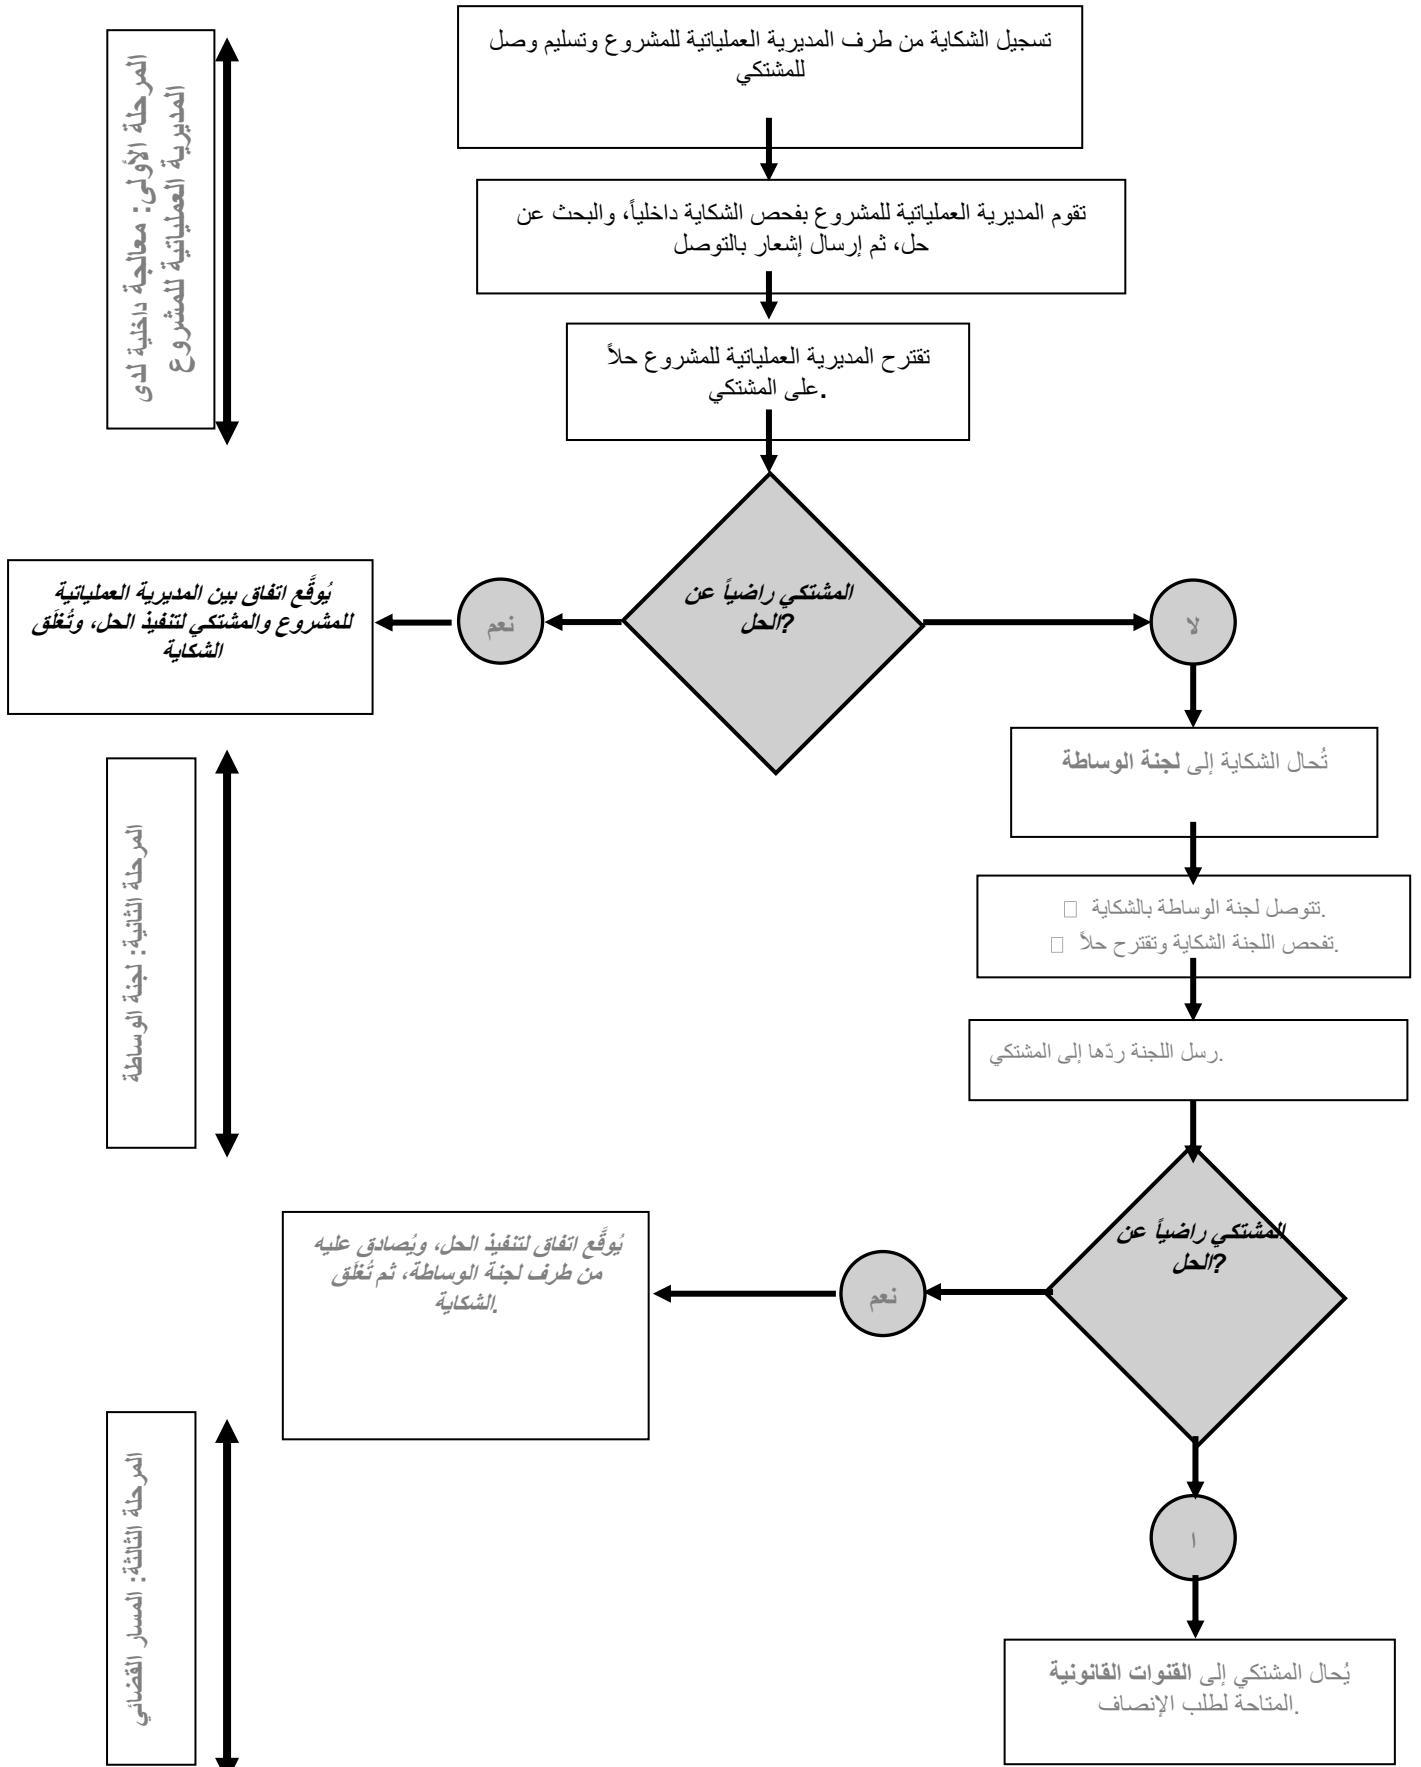 تسجيل الشكاية من طرف المديرية العملياتية للمشروع وتسليم وصل
للمشتكي
المرحلة الأولى: معالجة داخلية لدى
المديرية العملياتية للمشروع
تقوم المديرية العملياتية للمشروع بفحص الشكاية داخلياً، والبحث عن
حل، ثم إرسال إشعار بالتوصل
تقترح المديرية العملياتية للمشروع حلاً
على المشتكي.
المشتكي راضياً عن
الحل?
لا
نعم
يُوقَّع اتفاق بين المديرية العملياتية
للمشروع والمشتكي لتنفيذ الحل، وتُغلَق
الشكاية
تُحال الشكاية إلى لجنة الوساطة
المرحلة الثانية: لجنة الوساطة
تتوصل لجنة الوساطة بالشكاية.
تفحص اللجنة الشكاية وتقترح حلاً.
رسل اللجنة ردّها إلى المشتكي.
المشتكي راضياً عن
الحل?
نعم
يُوقَّع اتفاق لتنفيذ الحل، ويُصادق عليه
من طرف لجنة الوساطة، ثم تُغلَق
الشكاية.
المرحلة الثالثة: المسار القضائي
ا
يُحال المشتكي إلى القنوات القانونية
المتاحة لطلب الإنصاف.